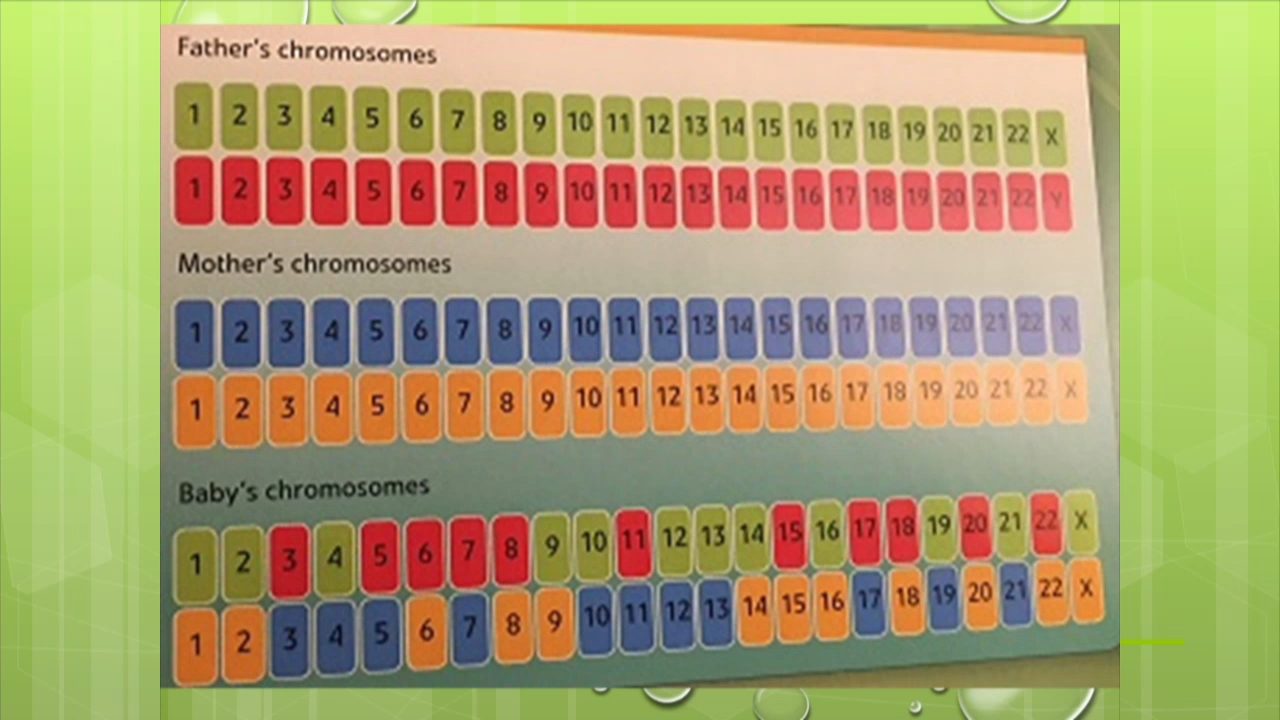 Father's chromosomes
1 2 3 4 5 6 7 8 9 10 11 12 13 14 15 16 17 18 19 20 21 22 X
1 2 3 4 5 6 7 8 9 10 11 12 13 14 15 16 17 18 19 20 21 22 Y
Mother's chromosomes
1 2 3 4 5 6 7 8 9 10 11 12 13 14 15 16 17 18 19 20 21 22 X
1 2 3 4 5 6 7 8 9 10 11 12 13 14 15 16 17 18 19 20 21 22 X
Baby's chromosomes
1 2 3 4 5 6 7 8 9 10 11 12 13 14 15 16 17 18 19 20 21 22 X
1 2 3 4 5 6 7 8 9 10 11 12 13 14 15 16 17 18 19 20 21 22 X